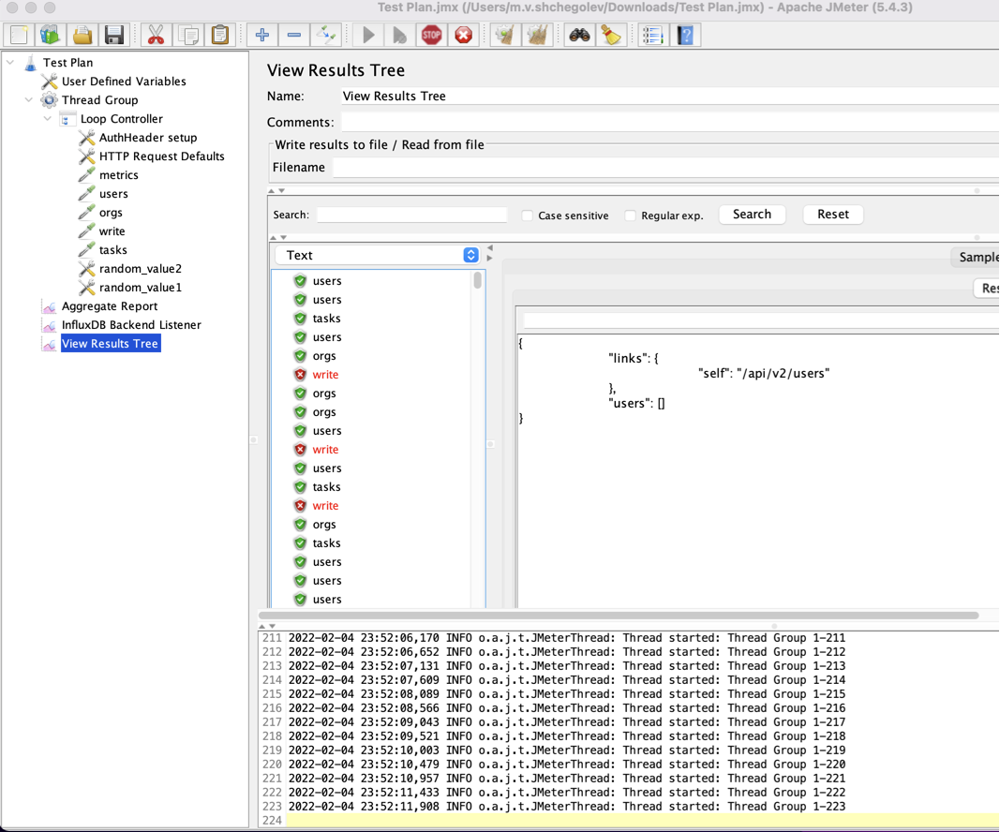 Test Plan.jmx (/Users/m.v.shchegolev/Downloads/Test Plan.jmx) - Apache JMeter (5.4.3)
STOP
?
Test Plan
User Defined Variables
Thread Group
Loop Controller
AuthHeader setup
HTTP Request Defaults
metrics
users
orgs
write
tasks
random_value2
random_value1
Aggregate Report
InfluxDB Backend Listener
View Results Tree
View Results Tree
Name: View Results Tree
Comments:
Write results to file / Read from file
Filename
Search: Case sensitive Regular exp. Search Reset
Text
users
users
tasks
users
orgs
write
orgs
orgs
users
write
users
tasks
write
orgs
tasks
users
users
users
Sample
Res
{
"links": {
"self": "/api/v2/users"
},
"users": []
}
211 2022-02-04 23:52:06,170 INFO o.a.j.t.JMeterThread: Thread started: Thread Group 1-211
212 2022-02-04 23:52:06,652 INFO o.a.j.t.JMeterThread: Thread started: Thread Group 1-212
213 2022-02-04 23:52:07,131 INFO o.a.j.t.JMeterThread: Thread started: Thread Group 1-213
214 2022-02-04 23:52:07,609 INFO o.a.j.t.JMeterThread: Thread started: Thread Group 1-214
215 2022-02-04 23:52:08,089 INFO o.a.j.t.JMeterThread: Thread started: Thread Group 1-215
216 2022-02-04 23:52:08,566 INFO o.a.j.t.JMeterThread: Thread started: Thread Group 1-216
217 2022-02-04 23:52:09,043 INFO o.a.j.t.JMeterThread: Thread started: Thread Group 1-217
218 2022-02-04 23:52:09,521 INFO o.a.j.t.JMeterThread: Thread started: Thread Group 1-218
219 2022-02-04 23:52:10,003 INFO o.a.j.t.JMeterThread: Thread started: Thread Group 1-219
220 2022-02-04 23:52:10,479 INFO o.a.j.t.JMeterThread: Thread started: Thread Group 1-220
221 2022-02-04 23:52:10,957 INFO o.a.j.t.JMeterThread: Thread started: Thread Group 1-221
222 2022-02-04 23:52:11,433 INFO o.a.j.t.JMeterThread: Thread started: Thread Group 1-222
223 2022-02-04 23:52:11,908 INFO o.a.j.t.JMeterThread: Thread started: Thread Group 1-223
224